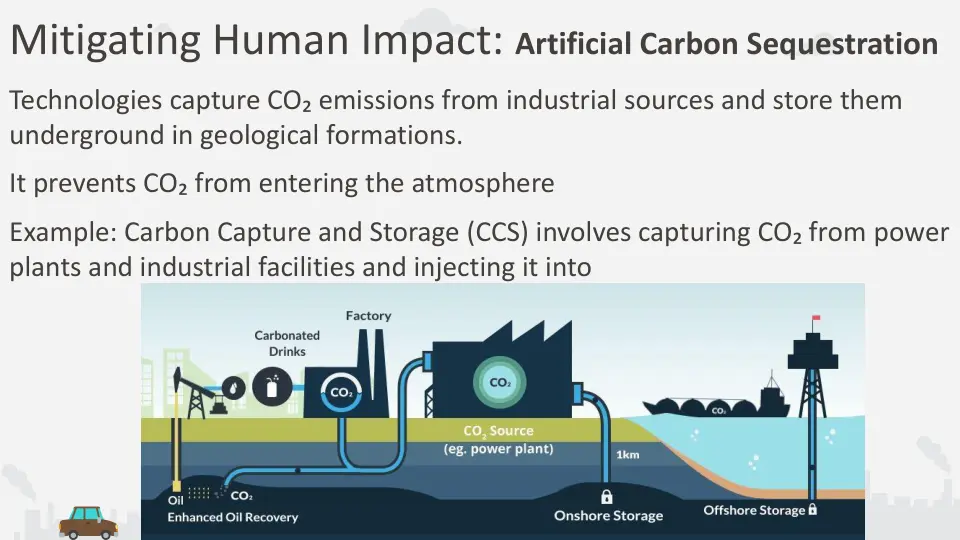 Mitigating Human Impact: Artificial Carbon Sequestration
Technologies capture CO₂ emissions from industrial sources and store them
underground in geological formations.
It prevents CO₂ from entering the atmosphere
Example: Carbon Capture and Storage (CCS) involves capturing CO₂ from power
plants and industrial facilities and injecting it into
Factory
Carbonated
Drinks
CO₂
CO₂
CO₂
CO₂ Source
(eg. power plant)
1km
Oil
CO₂
Enhanced Oil Recovery
Onshore Storage
Offshore Storage